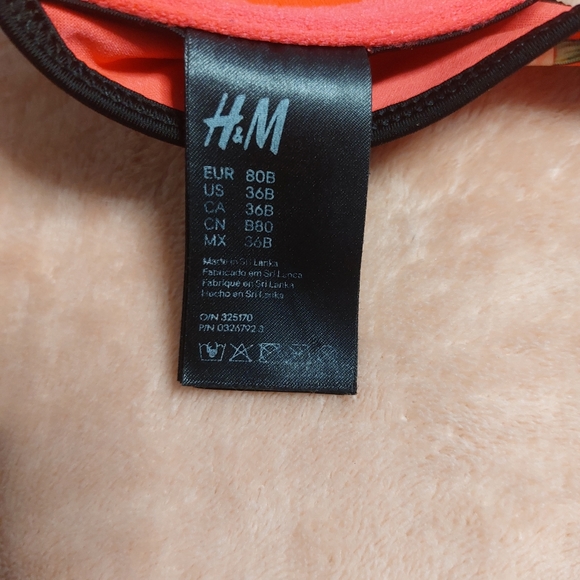 H&M
EUR 80B
US 36B
CA 36B
CN B80
MX 36B
Made in Sri Lanka
Fabricado em Sri Lanca
Fabriqué en Sri Lanka
Hecho en Sri Lanka
O/N 325170
P/N 0326792.3